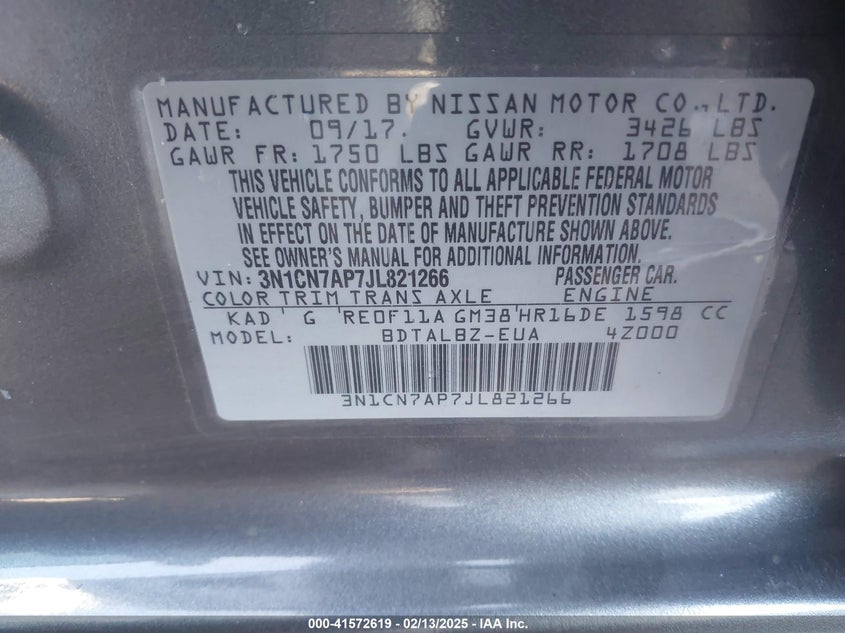 MANUFACTURED BY NISSAN MOTOR CO., LTD.
DATE: 09/17. GVWR: 3426 LBS
GAWR FR: 1750 LBS GAWR RR: 1708 LBS
THIS VEHICLE CONFORMS TO ALL APPLICABLE FEDERAL MOTOR
VEHICLE SAFETY, BUMPER AND THEFT PREVENTION STANDARDS
IN EFFECT ON THE DATE OF MANUFACTURE SHOWN ABOVE.
SEE OWNER'S MANUAL FOR ADDITIONAL INFORMATION.
VIN: 3N1CN7AP7JL821266 PASSENGER CAR.
COLOR TRIM TRANS AXLE ENGINE
KAD ' G 'RE0F11A GM38'HR16DE 1598 CC
MODEL: BDTALBZ-EUA 4Z000
3N1CN7AP7JL821266
000-41572619 - 02/13/2025 - IAA Inc.